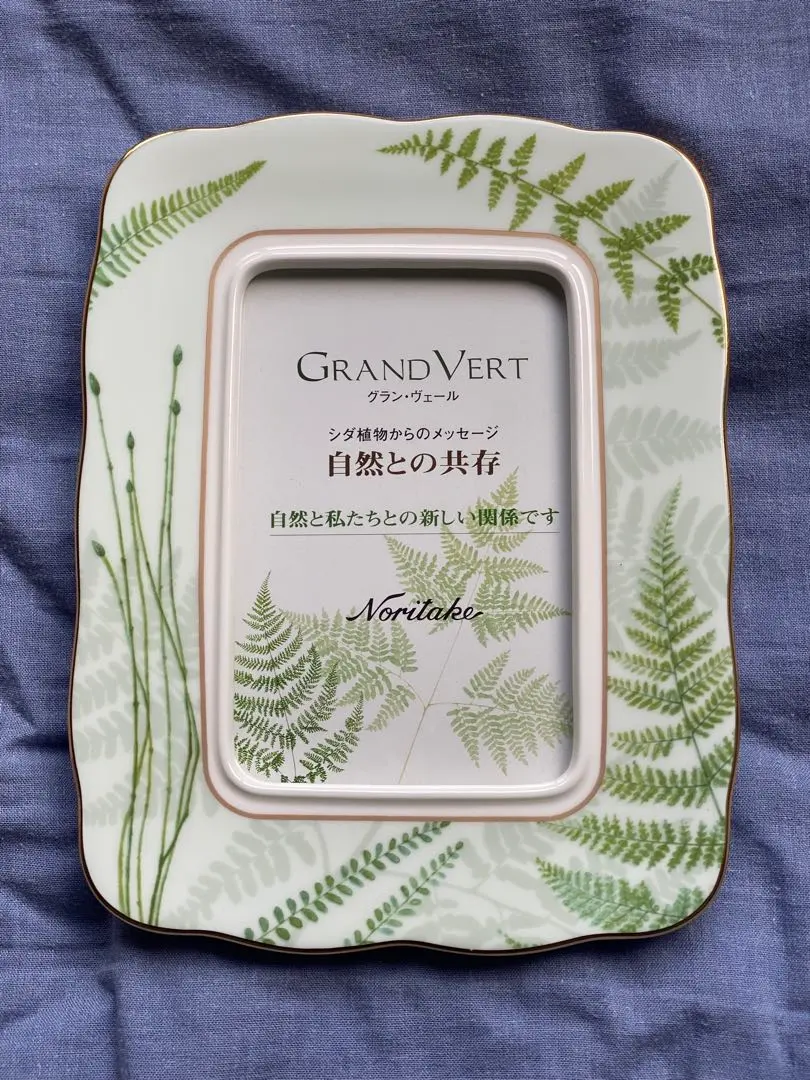 GRAND VERT
グラン・ヴェール
シダ植物からのメッセージ
自然との共存
自然と私たちとの新しい関係です
Noritake